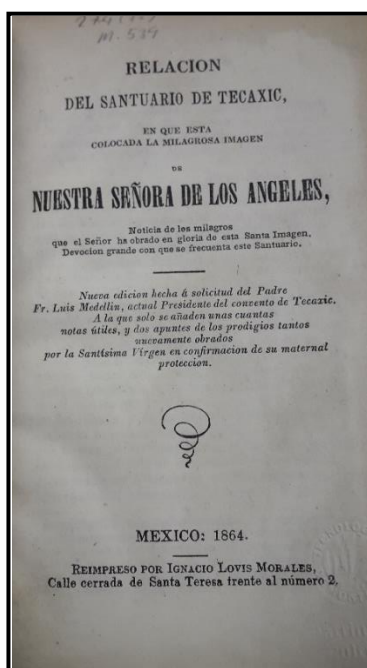 m. 539
RELACION
DEL SANTUARIO DE TECAXIC,
EN QUE ESTA
COLOCADA LA MILAGROSA IMAGEN
DE
NUESTRA SEÑORA DE LOS ANGELES,
Noticia de los milagros
que el Señor ha obrado en gloria de esta Santa Imagen.
Devocion grande con que se frecuenta este Santuario.
Nueva edicion hecha á solicitud del Padre
Fr. Luis Medellin, actual Presidente del convento de Tecaxic.
A la que solo se añaden unas cuantas
notas útiles, y dos apuntes de los prodigios tantos
nuevamente obrados
por la Santísima Vírgen en confirmacion de su maternal
proteccion.
MEXICO: 1864.
REIMPRESO POR IGNACIO LOVIS MORALES,
Calle cerrada de Santa Teresa frente al número 2.